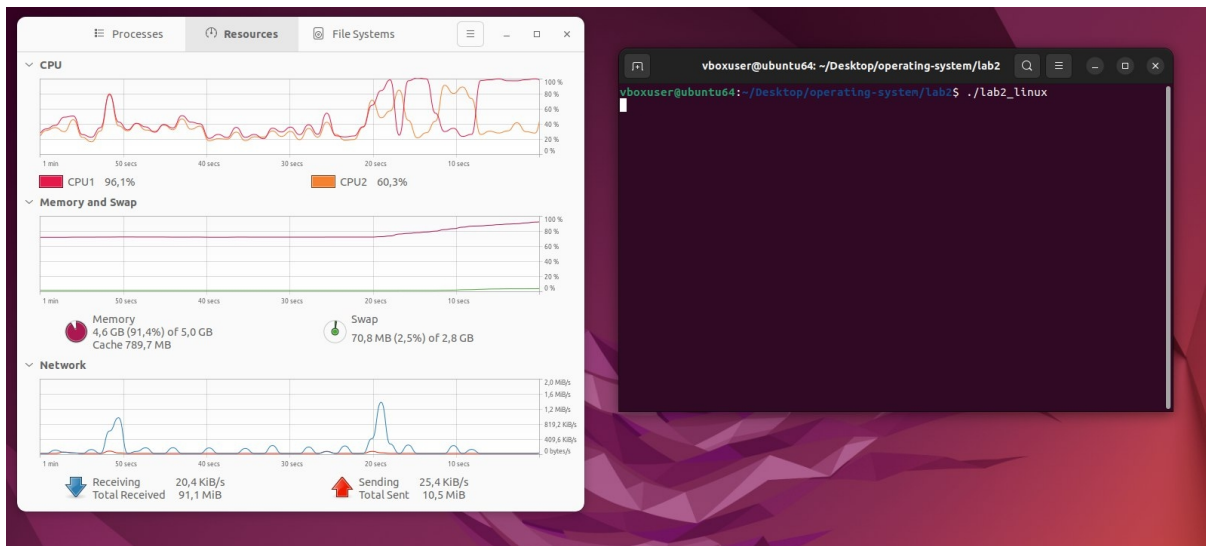 Processes Resources File Systems
CPU
100 %
80 %
60 %
40 %
20 %
0 %
1 min 50 secs 40 secs 30 secs 20 secs 10 secs
CPU1 96,1% CPU2 60,3%
Memory and Swap
100 %
80 %
60 %
40 %
20 %
0 %
1 min 50 secs 40 secs 30 secs 20 secs 10 secs
Memory
4,6 GB (91,4%) of 5,0 GB
Cache 789,7 MB
Swap
70,8 MB (2,5%) of 2,8 GB
Network
2,0 MiB/s
1,6 MiB/s
1,2 MiB/s
819,2 KiB/s
409,6 KiB/s
0 bytes/s
1 min 50 secs 40 secs 30 secs 20 secs 10 secs
Receiving 20,4 KiB/s
Total Received 91,1 MiB
Sending 25,4 KiB/s
Total Sent 10,5 MiB
vboxuser@ubuntu64: ~/Desktop/operating-system/lab2
vboxuser@ubuntu64:~/Desktop/operating-system/lab2$ ./lab2_linux